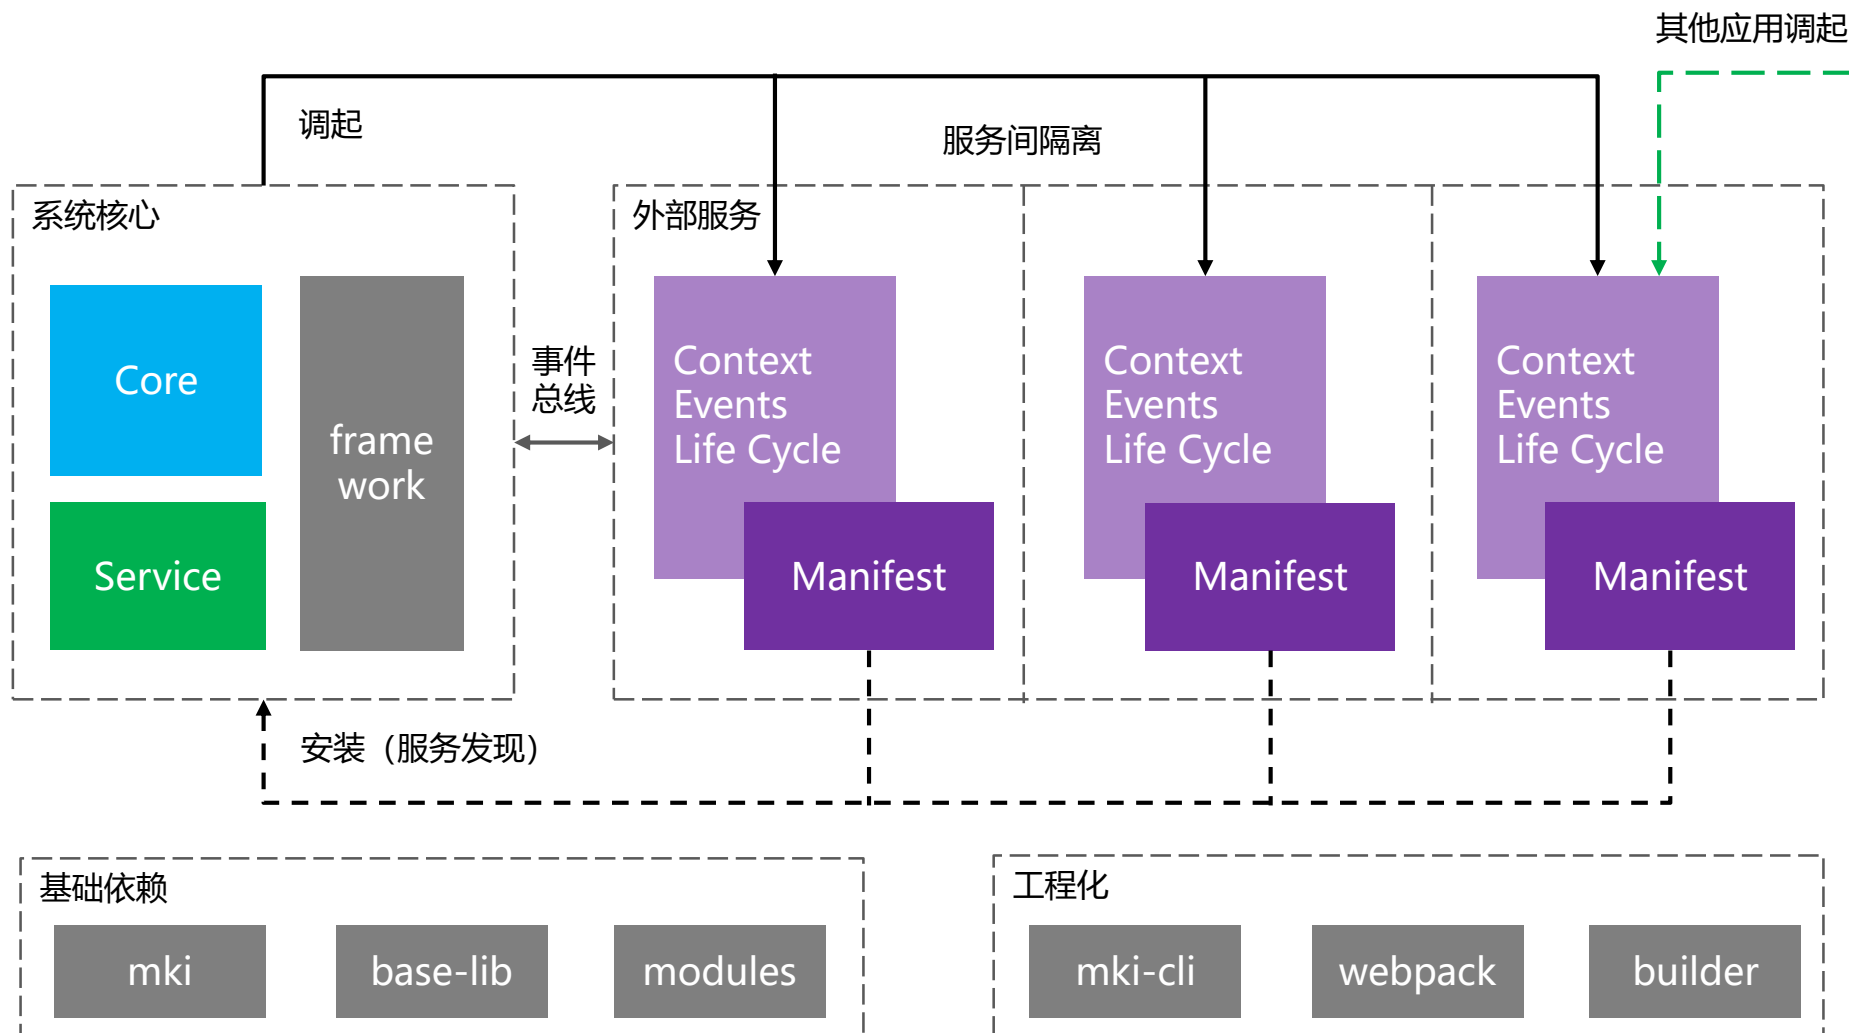 其他应用调起
调起
服务间隔离
系统核心
外部服务
Core
frame
work
Service
事件
总线
Context
Events
Life Cycle
Manifest
Context
Events
Life Cycle
Manifest
Context
Events
Life Cycle
Manifest
安装（服务发现）
基础依赖
mki
base-lib
modules
工程化
mki-cli
webpack
builder